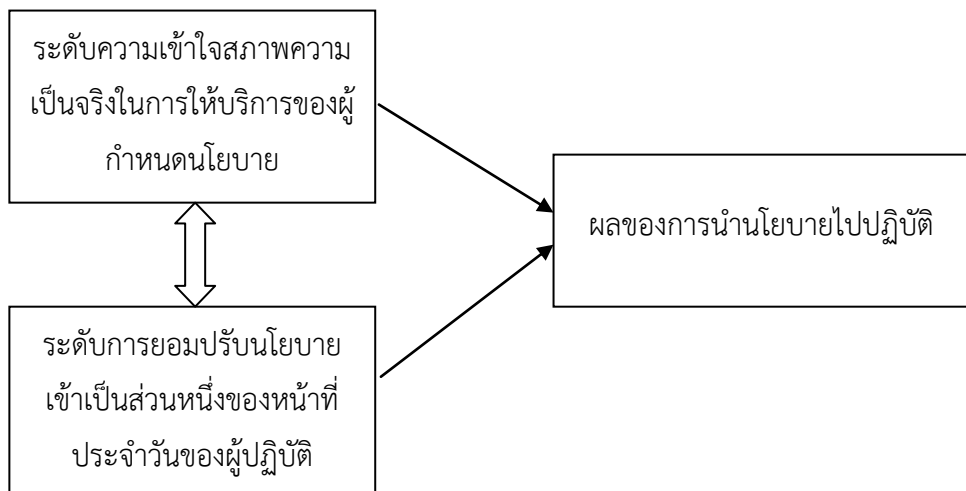 ระดับความเข้าใจสภาพความ
เป็นจริงในการให้บริการของผู้
กำหนดนโยบาย
ผลของการนำนโยบายไปปฏิบัติ
ระดับการยอมปรับนโยบาย
เข้าเป็นส่วนหนึ่งของหน้าที่
ประจำวันของผู้ปฏิบัติ